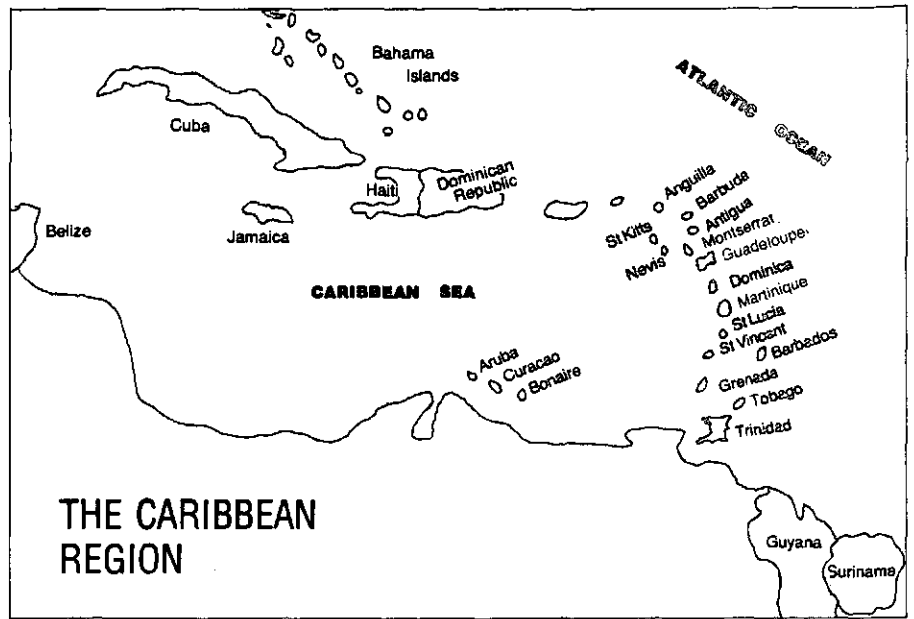 Bahama
Islands
ATLANTIC OCEAN
Cuba
Haiti
Dominican
Republic
Anguilla
Barbuda
Antigua
St Kitts
Montserrat.
Nevis
Guadeloupe.
Belize
Jamaica
CARIBBEAN SEA
Dominica
Martinique
St Lucia
St Vincant
Barbados
Aruba
Curacao
Bonaire
Grenada
Tobago
Trinidad
THE CARIBBEAN
REGION
Guyana
Surinama